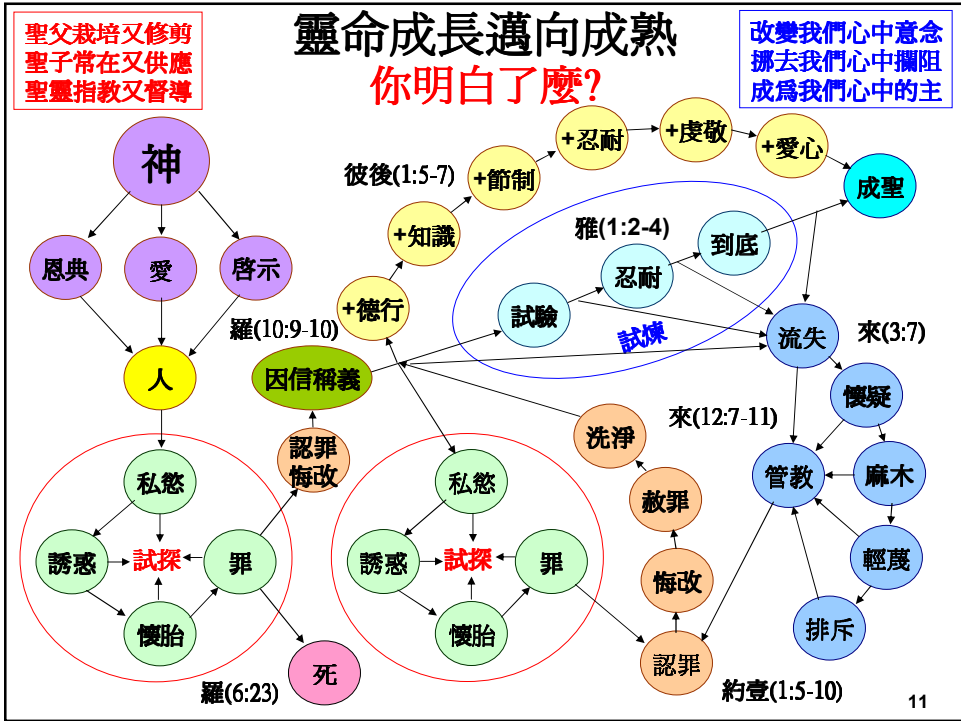 聖父栽培又修剪
聖子常在又供應
聖靈指教又督導
靈命成長邁向成熟
你明白了麼?
改變我們心中意念
挪去我們心中攔阻
成爲我們心中的主
神
恩典
愛
啓示
人
羅(10:9-10)
因信稱義
認罪
悔改
私慾
誘惑
試探
罪
懷胎
死
羅(6:23)
彼後(1:5-7)
+德行
+知識
+節制
+忍耐
+虔敬
+愛心
成聖
雅(1:2-4)
試驗
忍耐
到底
試煉
流失
來(3:7)
懷疑
麻木
輕蔑
排斥
管教
來(12:7-11)
私慾
誘惑
試探
罪
懷胎
洗淨
赦罪
悔改
認罪
約壹(1:5-10)
11